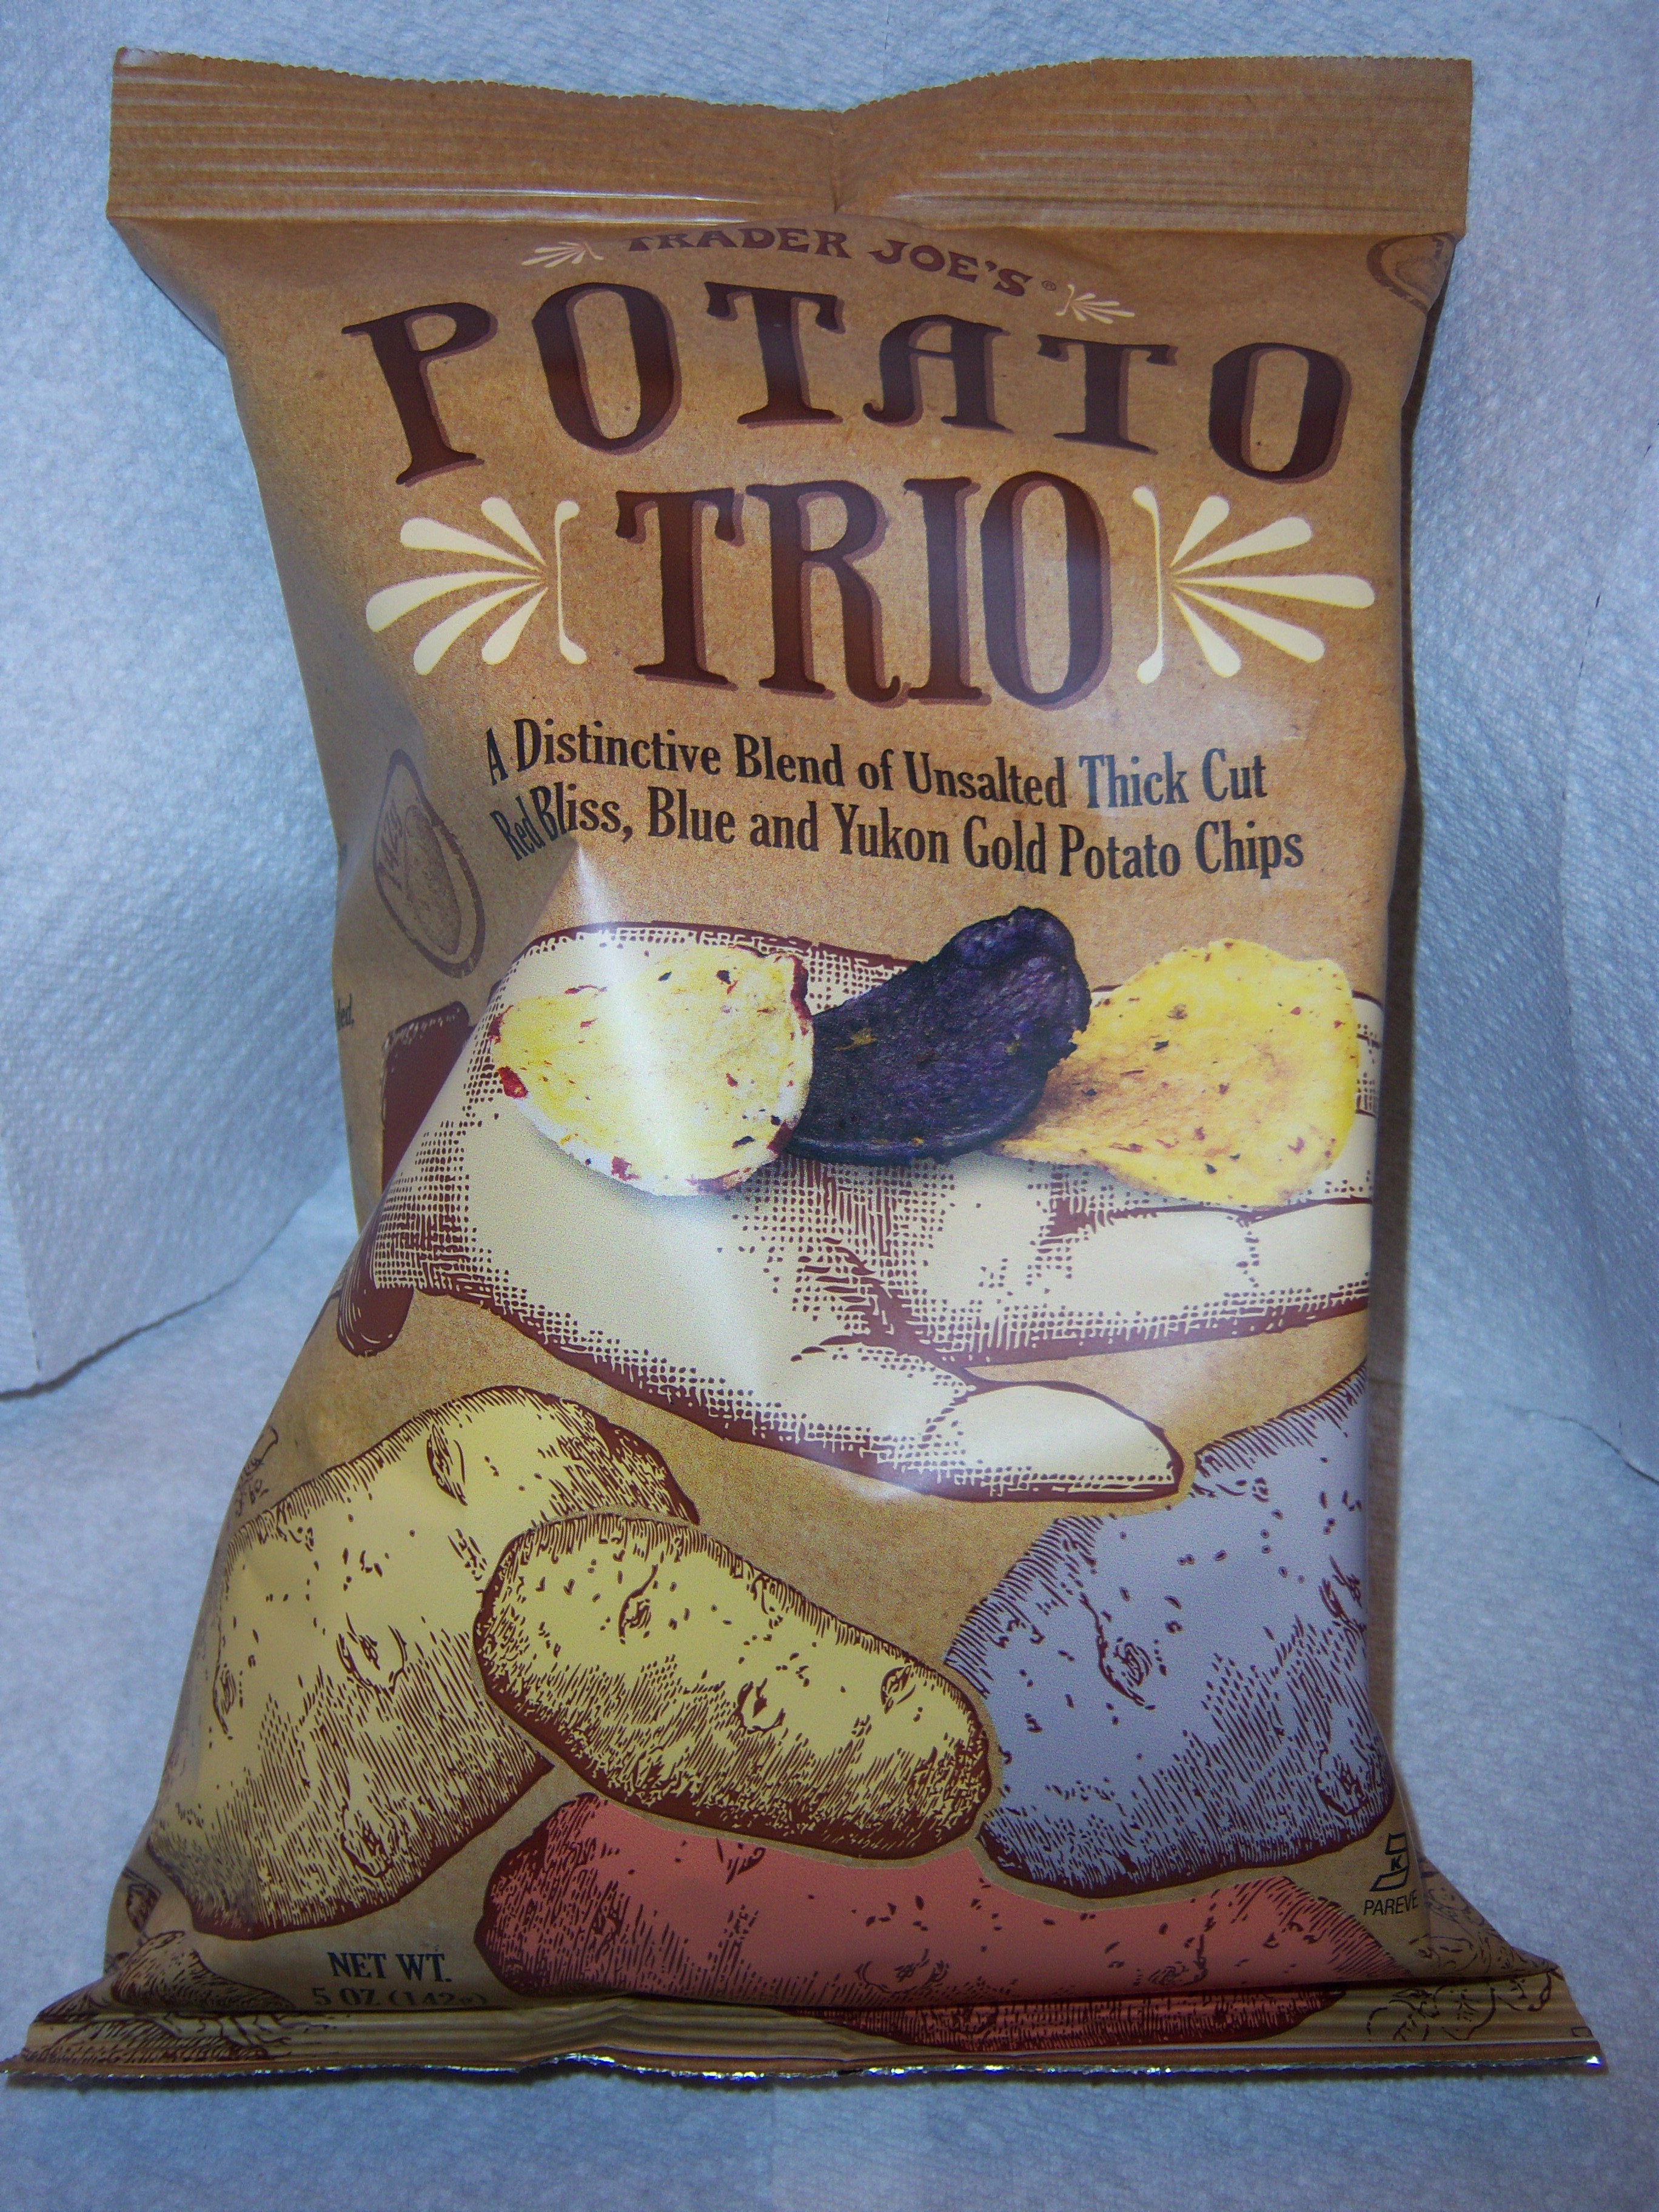 TRADER JOE'S®
POTATO
TRIO
A Distinctive Blend of Unsalted Thick Cut
Red Bliss, Blue and Yukon Gold Potato Chips
K
PAREVE
NET WT.
5 OZ (142g)